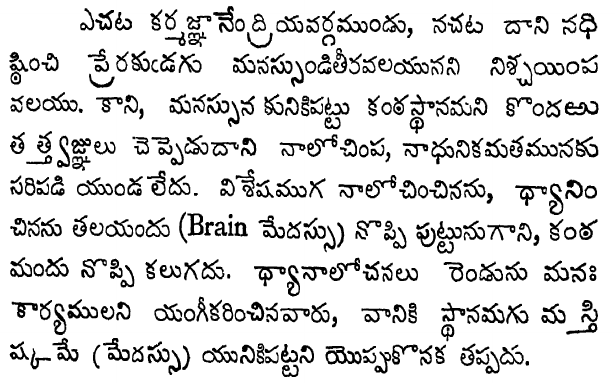 ఎచట కర్మజ్ఞానేంద్రియవర్గముండు, నచట దాని నధి
ష్ఠించి ప్రేరకుడగు మనస్సుండితీరవలయునని నిశ్చయింప
వలయు. కాని, మనస్సున కునికిపట్టు కంఠస్థానమని కొందఱు
తత్త్వజ్ఞులు చెప్పెడుదాని నాలోచింప, నాధునికమతమునకు
సరిపడి యుండలేదు. విశేషముగ నాలోచించినను, ధ్యానిం
చినను తలయందు (Brain మేదస్సు) నొప్పి పుట్టునుగాని, కంఠ
మందు నొప్పి కలుగదు. ధ్యానాలోచనలు రెండును మనః
కార్యములని యంగీకరించినవారు, వానికి స్థానమగు మస్తి
ష్కమే (మేదస్సు) యునికిపట్టని యొప్పుకొనక తప్పదు.